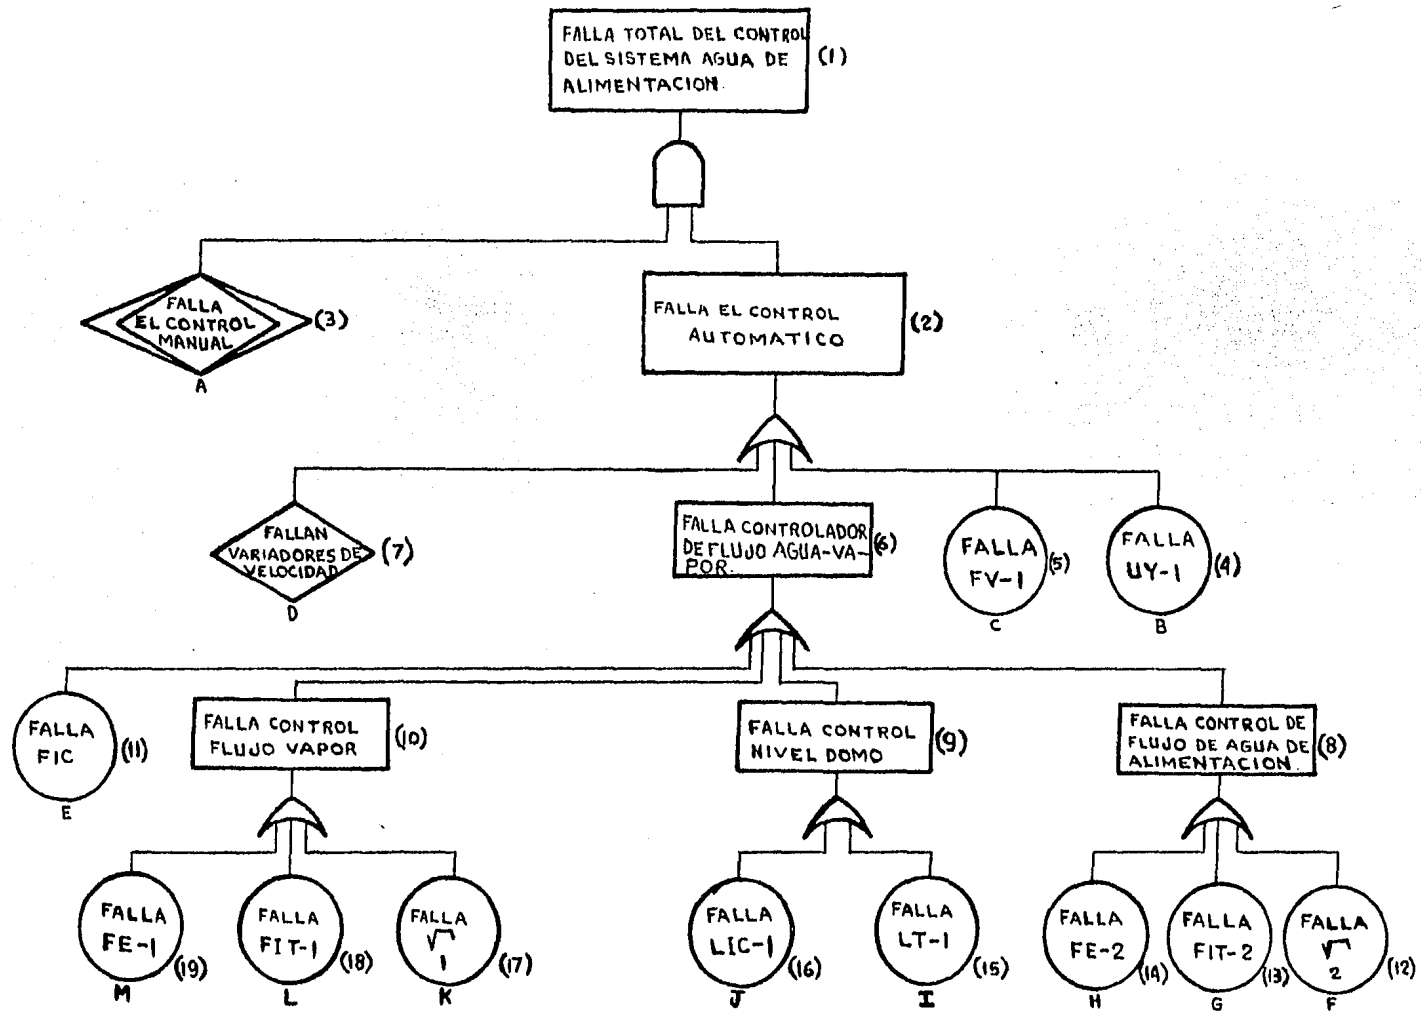 FALLA TOTAL DEL CONTROL
DEL SISTEMA AGUA DE
ALIMENTACION.
(1)
FALLA
EL CONTROL
MANUAL
(3)
A
FALLA EL CONTROL
AUTOMATICO
(2)
FALLAN
VARIADORES DE
VELOCIDAD
(7)
D
FALLA CONTROLADOR
DE FLUJO AGUA-VA-
POR.
(6)
FALLA
FV-1
(5)
C
FALLA
UY-1
(4)
B
FALLA
FIC
(11)
E
FALLA CONTROL
FLUJO VAPOR
(10)
FALLA CONTROL
NIVEL DOMO
(9)
FALLA CONTROL DE
FLUJO DE AGUA DE
ALIMENTACION.
(8)
FALLA
FE-1
(19)
M
FALLA
FIT-1
(18)
L
FALLA
√
1
(17)
K
FALLA
LIC-1
(16)
J
FALLA
LT-1
(15)
I
FALLA
FE-2
(14)
H
FALLA
FIT-2
(13)
G
FALLA
√
2
(12)
F